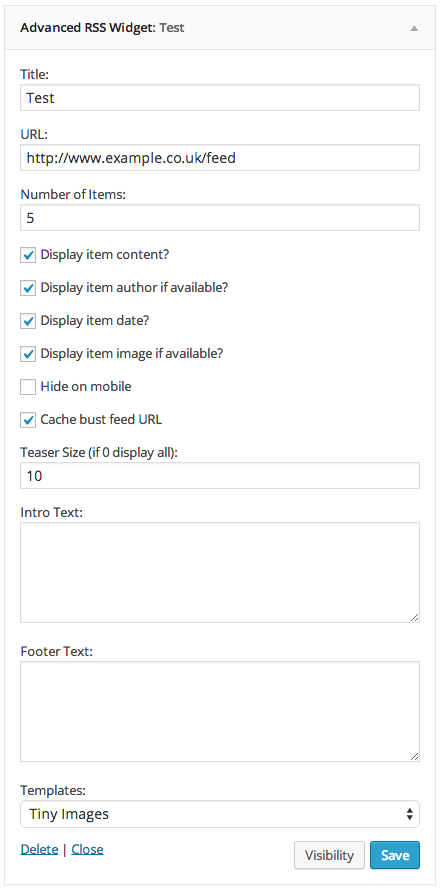 Advanced RSS Widget: Test
Title:
Test
URL:
http://www.example.co.uk/feed
Number of Items:
5
Display item content?
Display item author if available?
Display item date?
Display item image if available?
Hide on mobile
Cache bust feed URL
Teaser Size (if 0 display all):
10
Intro Text:
Footer Text:
Templates:
Tiny Images
Delete | Close Visibility Save